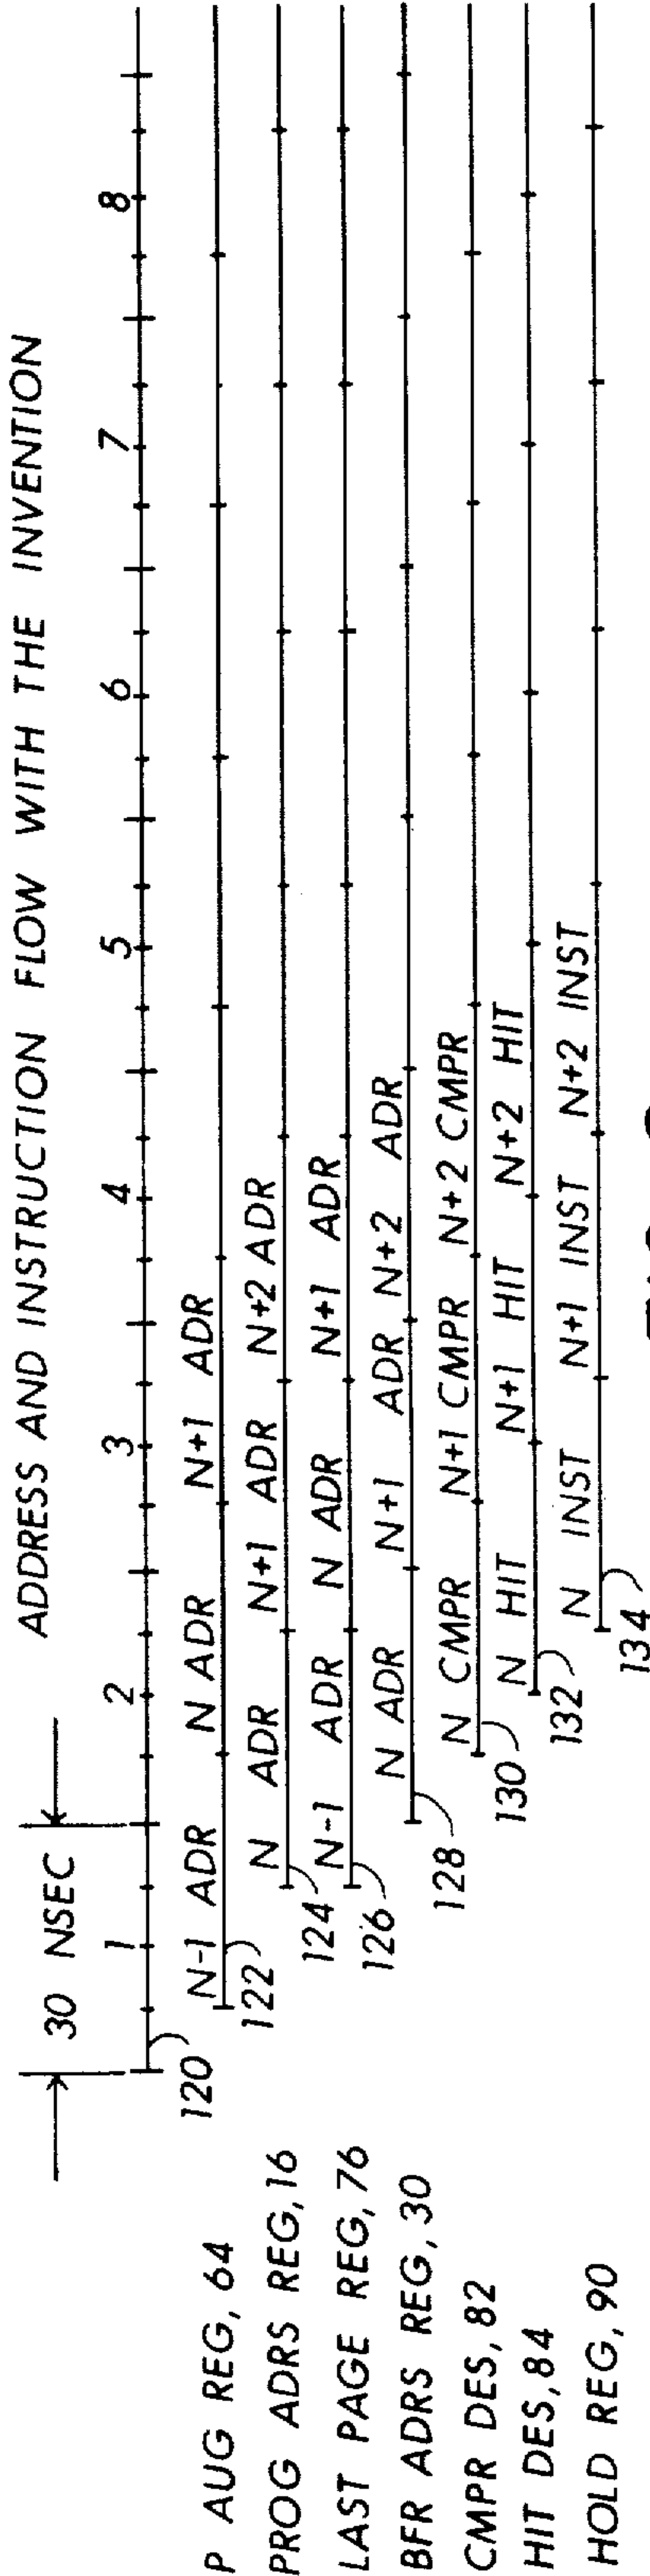 ADDRESS AND INSTRUCTION FLOW WITH THE INVENTION
30 NSEC
1 2 3 4 5 6 7 8
120
P AUG REG, 64 N-1 ADR N ADR N+1 ADR
122
PROG ADRS REG, 16 N ADR N+1 ADR N+2 ADR
124
LAST PAGE REG, 76 N-1 ADR N ADR N+1 ADR
126
BFR ADRS REG, 30 N ADR N+1 ADR N+2 ADR
128
CMPR DES, 82 N CMPR N+1 CMPR N+2 CMPR
130
HIT DES, 84 N HIT N+1 HIT N+2 HIT
132
HOLD REG, 90 N INST N+1 INST N+2 INST
134